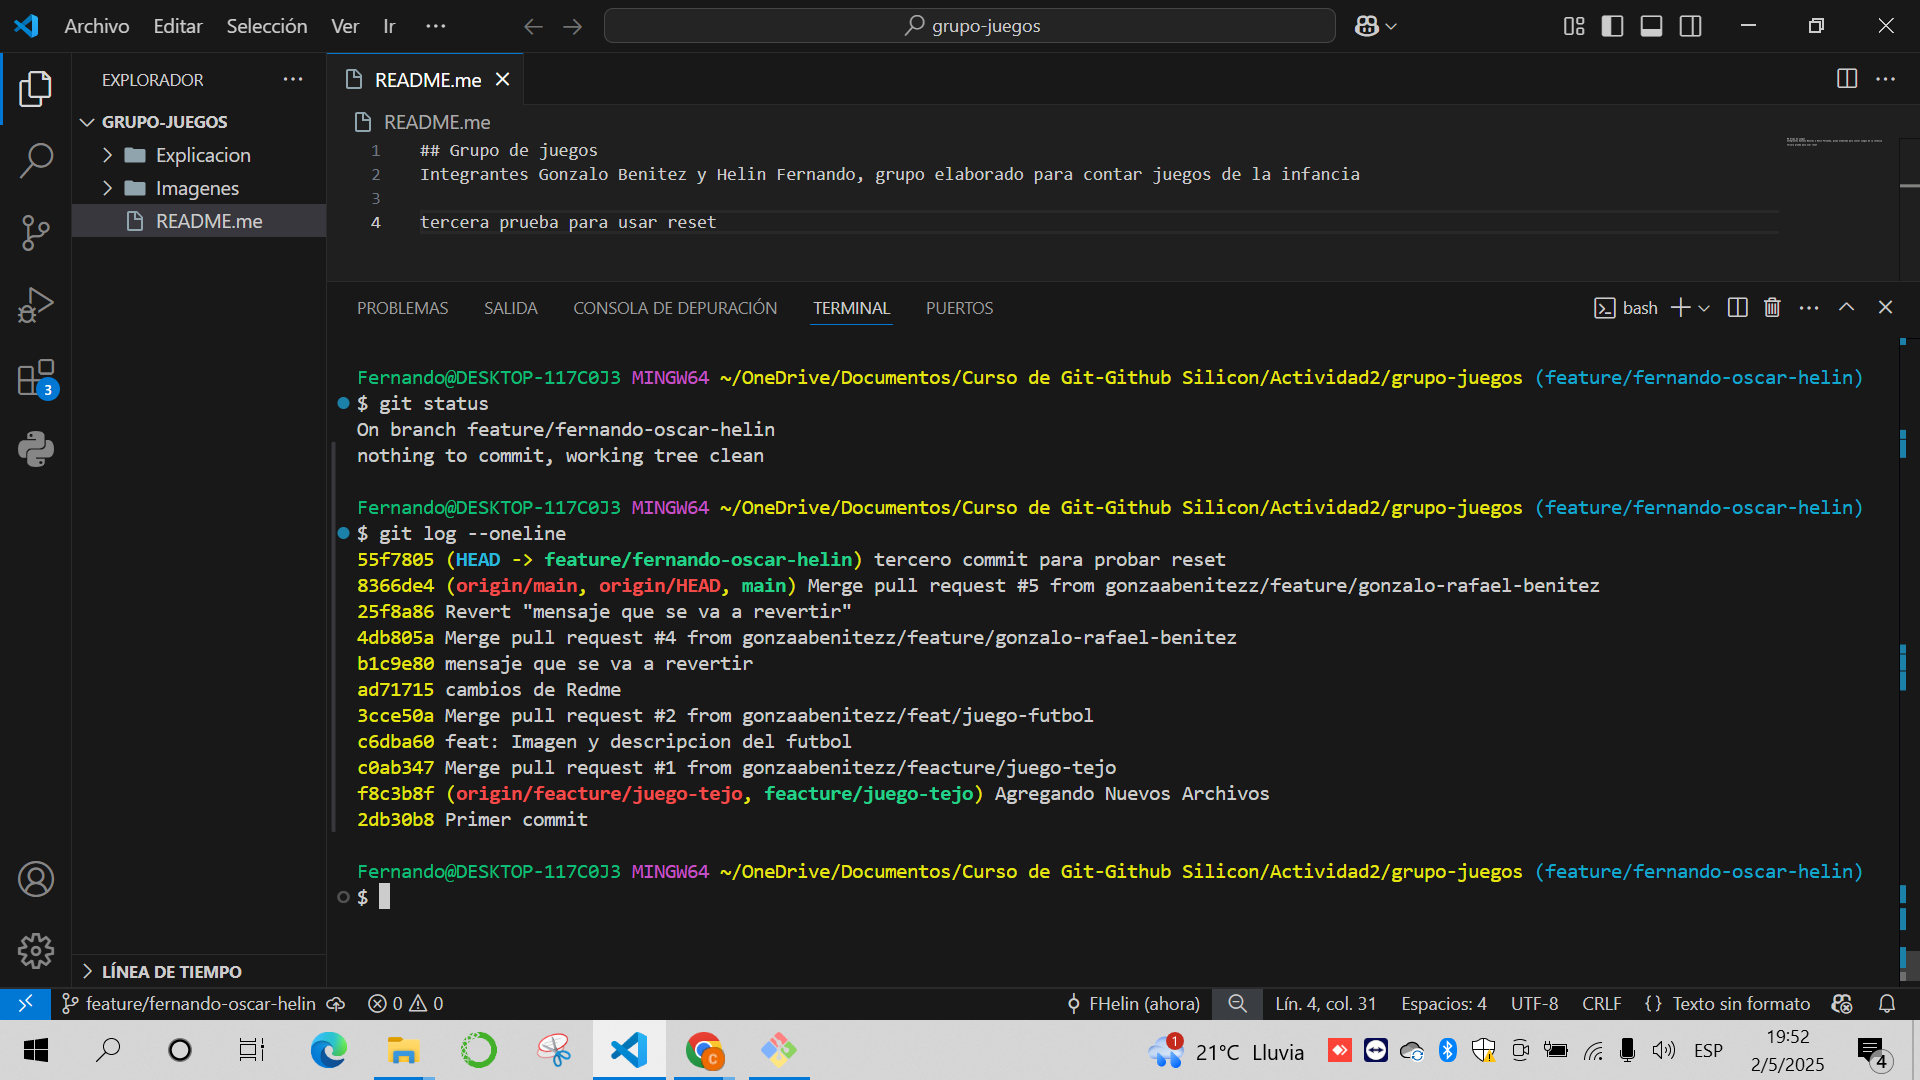 Archivo Editar Selección Ver Ir ···
grupo-juegos
EXPLORADOR ···
GRUPO-JUEGOS
Explicacion
Imagenes
README.me
LÍNEA DE TIEMPO
3
README.me
README.me
1 ## Grupo de juegos
2 Integrantes Gonzalo Benitez y Helin Fernando, grupo elaborado para contar juegos de la infancia
3
4 tercera prueba para usar reset
PROBLEMAS SALIDA CONSOLA DE DEPURACIÓN TERMINAL PUERTOS bash
Fernando@DESKTOP-117C0J3 MINGW64 ~/OneDrive/Documentos/Curso de Git-Github Silicon/Actividad2/grupo-juegos (feature/fernando-oscar-helin)
$ git status
On branch feature/fernando-oscar-helin
nothing to commit, working tree clean
Fernando@DESKTOP-117C0J3 MINGW64 ~/OneDrive/Documentos/Curso de Git-Github Silicon/Actividad2/grupo-juegos (feature/fernando-oscar-helin)
$ git log --oneline
55f7805 (HEAD -> feature/fernando-oscar-helin) tercero commit para probar reset
8366de4 (origin/main, origin/HEAD, main) Merge pull request #5 from gonzaabenitezz/feature/gonzalo-rafael-benitez
25f8a86 Revert "mensaje que se va a revertir"
4db805a Merge pull request #4 from gonzaabenitezz/feature/gonzalo-rafael-benitez
b1c9e80 mensaje que se va a revertir
ad71715 cambios de Redme
3cce50a Merge pull request #2 from gonzaabenitezz/feat/juego-futbol
c6dba60 feat: Imagen y descripcion del futbol
c0ab347 Merge pull request #1 from gonzaabenitezz/feacture/juego-tejo
f8c3b8f (origin/feacture/juego-tejo, feacture/juego-tejo) Agregando Nuevos Archivos
2db30b8 Primer commit
Fernando@DESKTOP-117C0J3 MINGW64 ~/OneDrive/Documentos/Curso de Git-Github Silicon/Actividad2/grupo-juegos (feature/fernando-oscar-helin)
$
feature/fernando-oscar-helin 0 0 FHelin (ahora) Lín. 4, col. 31 Espacios: 4 UTF-8 CRLF {} Texto sin formato
C 1 21°C Lluvia ESP 19:52
2/5/2025 4